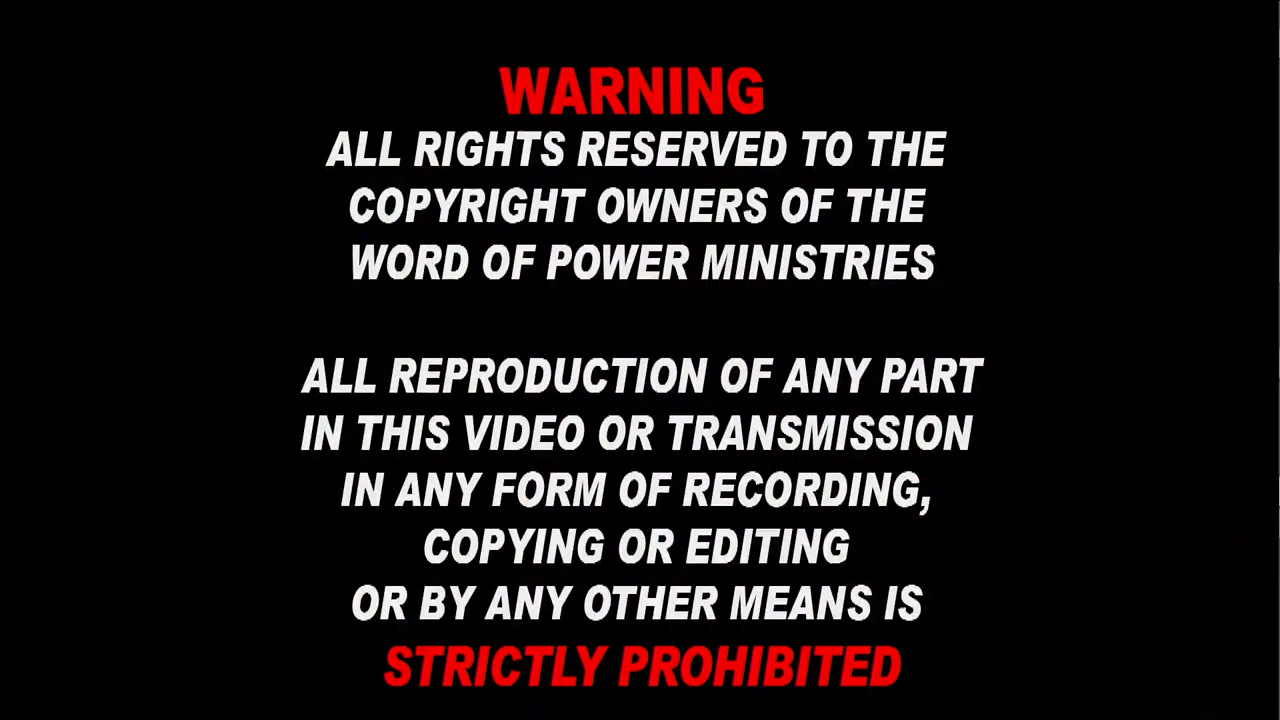 WARNING
ALL RIGHTS RESERVED TO THE
COPYRIGHT OWNERS OF THE
WORD OF POWER MINISTRIES
ALL REPRODUCTION OF ANY PART
IN THIS VIDEO OR TRANSMISSION
IN ANY FORM OF RECORDING,
COPYING OR EDITING
OR BY ANY OTHER MEANS IS
STRICTLY PROHIBITED